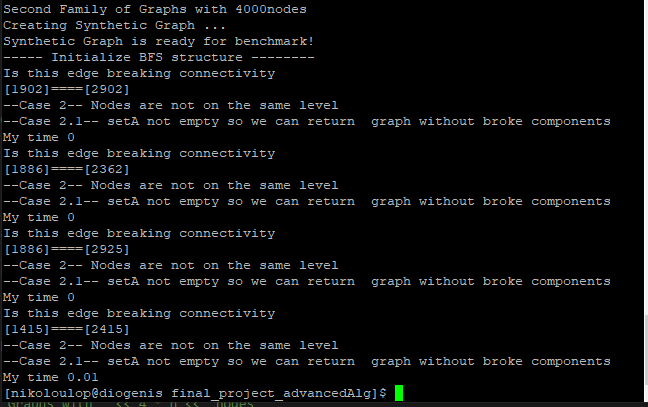 Second Family of Graphs with 4000nodes
Creating Synthetic Graph ...
Synthetic Graph is ready for benchmark!
----- Initialize BFS structure --------
Is this edge breaking connectivity
[1902]====[2902]
--Case 2-- Nodes are not on the same level
--Case 2.1-- setA not empty so we can return  graph without broke components
My time 0
Is this edge breaking connectivity
[1886]====[2362]
--Case 2-- Nodes are not on the same level
--Case 2.1-- setA not empty so we can return  graph without broke components
My time 0
Is this edge breaking connectivity
[1886]====[2925]
--Case 2-- Nodes are not on the same level
--Case 2.1-- setA not empty so we can return  graph without broke components
My time 0
Is this edge breaking connectivity
[1415]====[2415]
--Case 2-- Nodes are not on the same level
--Case 2.1-- setA not empty so we can return  graph without broke components
My time 0.01
[nikoloulop@diogenis final_project_advancedAlg]$